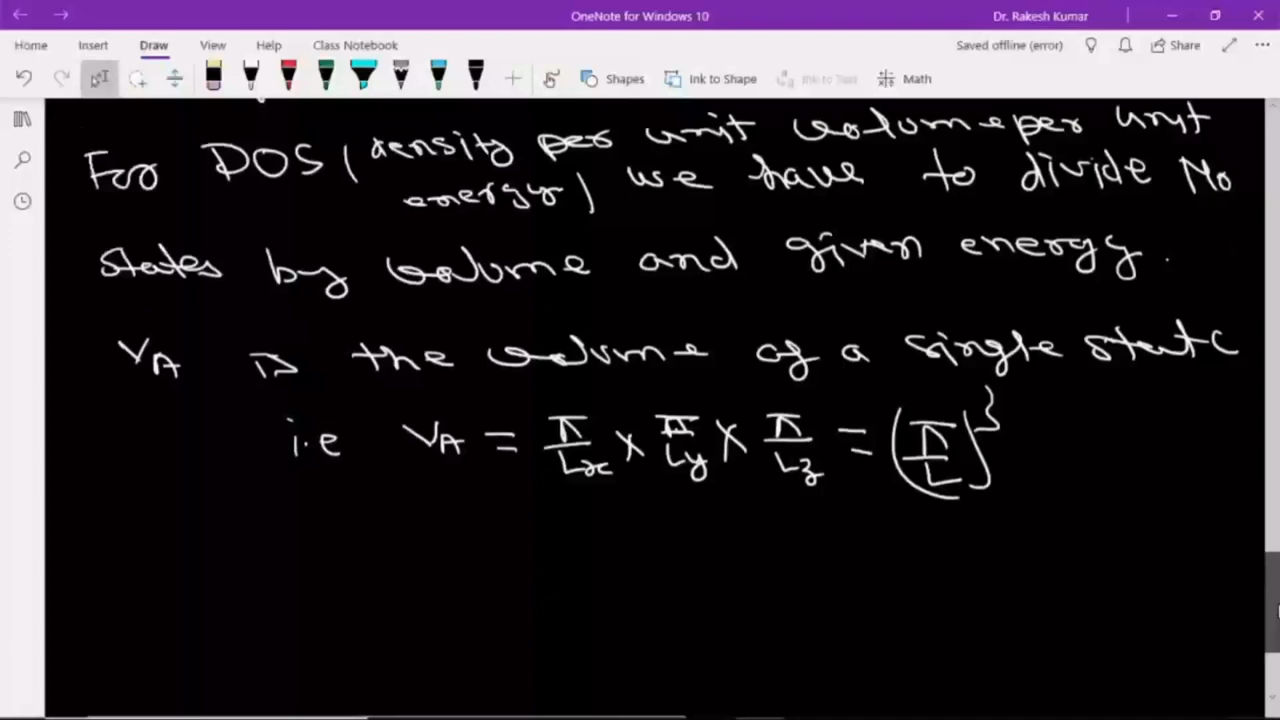 OneNote for Windows 10
Dr. Rakesh Kumar
Home Insert Draw View Help Class Notebook
Saved offline (error) Share
Shapes Ink to Shape Ink to Text Math
For DOS (density per unit volume per unit
energy) we have to divide No
states by volume and given energy.
VA is the volume of a single state
i.e VA = π/Lx × π/Ly × π/Lz = (π/L)³